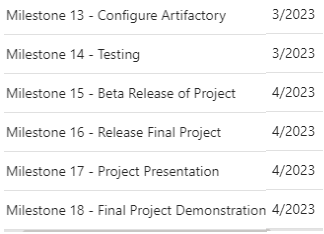 Milestone 13 - Configure Artifactory 3/2023
Milestone 14 - Testing 3/2023
Milestone 15 - Beta Release of Project 4/2023
Milestone 16 - Release Final Project 4/2023
Milestone 17 - Project Presentation 4/2023
Milestone 18 - Final Project Demonstration 4/2023